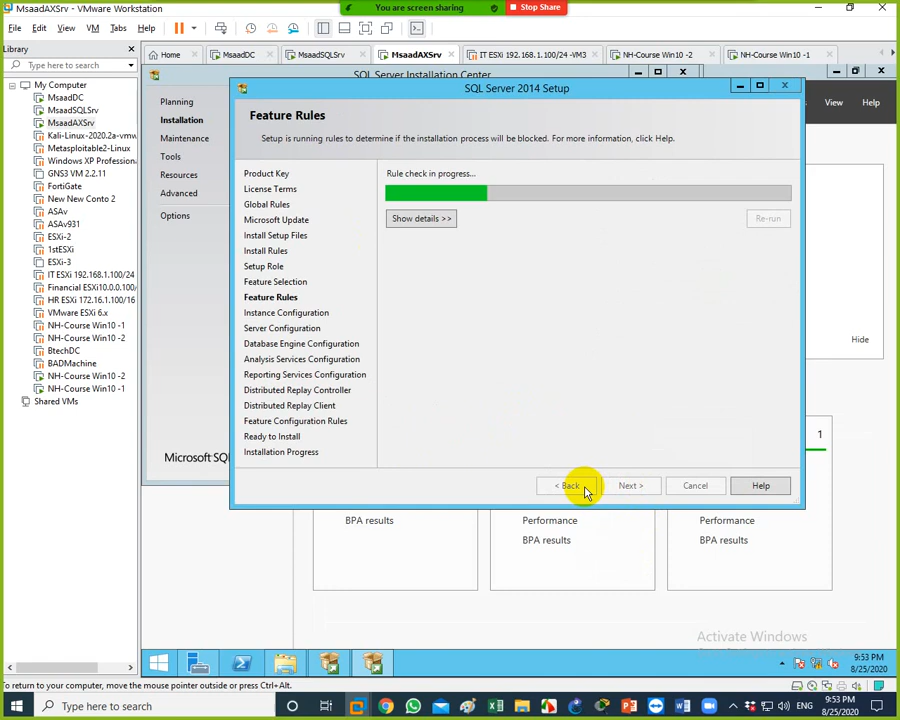 MsaadAXSrv - VMware Workstation
You are screen sharing
Stop Share
File Edit View VM Tabs Help
Library
Type here to search
My Computer
MsaadDC
MsaadSQLSrv
MsaadAXSrv
Kali-Linux-2020.2a-vmw
Metasploitable2-Linux
Windows XP Profession
GNS3 VM 2.2.11
FortiGate
New New Conto 2
ASAv
ASAv931
ESXi-2
1stESXi
ESXi-3
IT ESXi 192.168.1.100/24
Financial ESXi10.0.0.100/
HR ESXi 172.16.1.100/16
VMware ESXi 6.x
NH-Course Win10 -1
NH-Course Win10 -2
BtechDC
BADMachine
NH-Course Win10 -2
NH-Course Win10 -1
Shared VMs
Home
MsaadDC
MsaadSQLSrv
MsaadAXSrv
IT ESXi 192.168.1.100/24 -VM3
NH-Course Win10 -2
NH-Course Win10 -1
SQL Server Installation Center
Planning
Installation
Maintenance
Tools
Resources
Advanced
Options
Microsoft SQ
View Help
Hide
1
SQL Server 2014 Setup
Feature Rules
Setup is running rules to determine if the installation process will be blocked. For more information, click Help.
Product Key
License Terms
Global Rules
Microsoft Update
Install Setup Files
Install Rules
Setup Role
Feature Selection
Feature Rules
Instance Configuration
Server Configuration
Database Engine Configuration
Analysis Services Configuration
Reporting Services Configuration
Distributed Replay Controller
Distributed Replay Client
Feature Configuration Rules
Ready to Install
Installation Progress
Rule check in progress...
Show details >>
Re-run
< Back
Next >
Cancel
Help
BPA results
Performance
BPA results
Performance
BPA results
Activate Windows
9:53 PM
8/25/2020
To return to your computer, move the mouse pointer outside or press Ctrl+Alt.
Type here to search
ENG
9:53 PM
8/25/2020